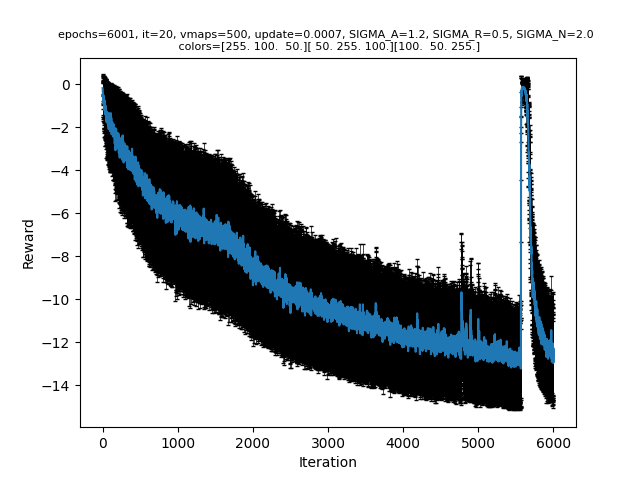 epochs=6001, it=20, vmaps=500, update=0.0007, SIGMA_A=1.2, SIGMA_R=0.5, SIGMA_N=2.0
colors=[255. 100.  50.][ 50. 255. 100.][100.  50. 255.]
0
−2
−4
−6
−8
−10
−12
−14
Reward
0 1000 2000 3000 4000 5000 6000
Iteration